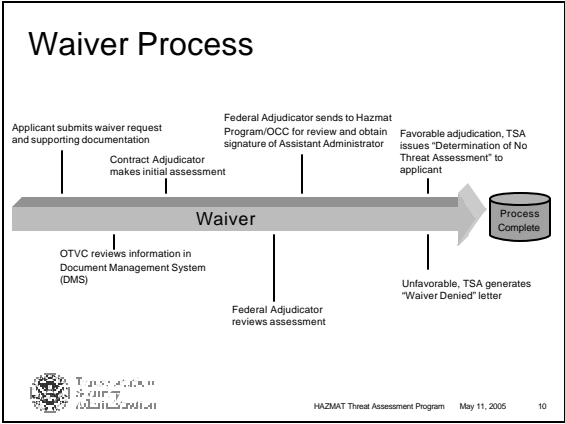 Waiver Process
Applicant submits waiver request
and supporting documentation
Contract Adjudicator
makes initial assessment
Federal Adjudicator sends to Hazmat
Program/OCC for review and obtain
signature of Assistant Administrator
Favorable adjudication, TSA
issues “Determination of No
Threat Assessment” to
applicant
Waiver
Process
Complete
OTVC reviews information in
Document Management System
(DMS)
Federal Adjudicator
reviews assessment
Unfavorable, TSA generates
“Waiver Denied” letter
HAZMAT Threat Assessment Program May 11, 2005 10